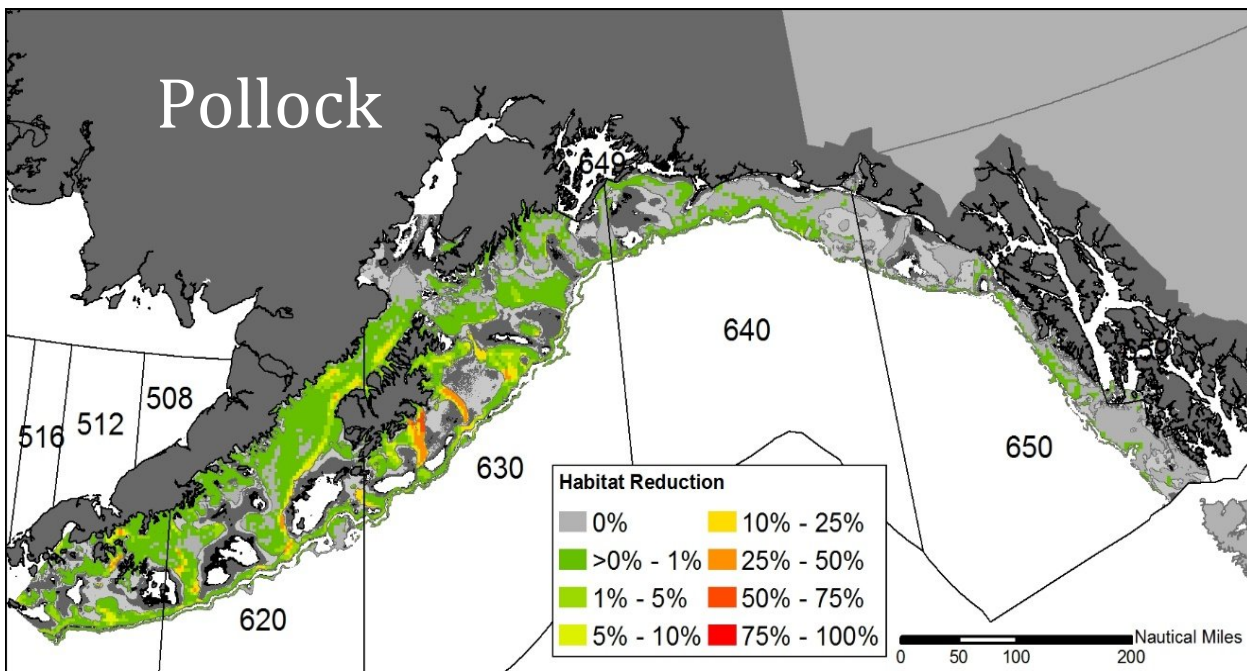 Pollock
649
508
512
516
640
650
630
620
Habitat Reduction
0%
>0% - 1%
1% - 5%
5% - 10%
10% - 25%
25% - 50%
50% - 75%
75% - 100%
Nautical Miles
0 50 100 200